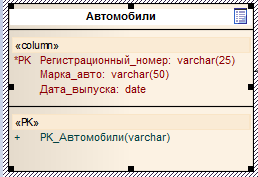 Автомобили
«column»
*PK Регистрационный_номер: varchar(25)
Марка_авто: varchar(50)
Дата_выпуска: date
«PK»
+ PK_Автомобили(varchar)